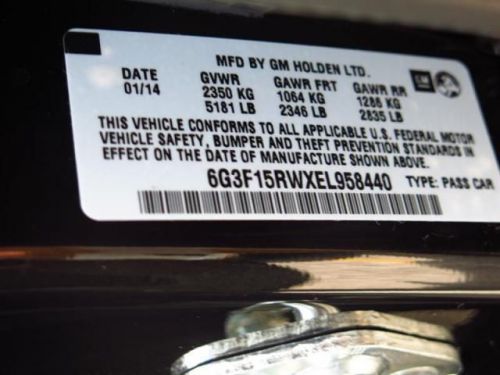 MFD BY GM HOLDEN LTD.
DATE GVWR GAWR FRT GAWR RR GM
01/14 2350 KG 1064 KG 1286 KG
5181 LB 2346 LB 2835 LB
THIS VEHICLE CONFORMS TO ALL APPLICABLE U.S. FEDERAL MOTOR
VEHICLE SAFETY, BUMPER AND THEFT PREVENTION STANDARDS IN
EFFECT ON THE DATE OF MANUFACTURE SHOWN ABOVE.
6G3F15RWXEL958440 TYPE: PASS CAR